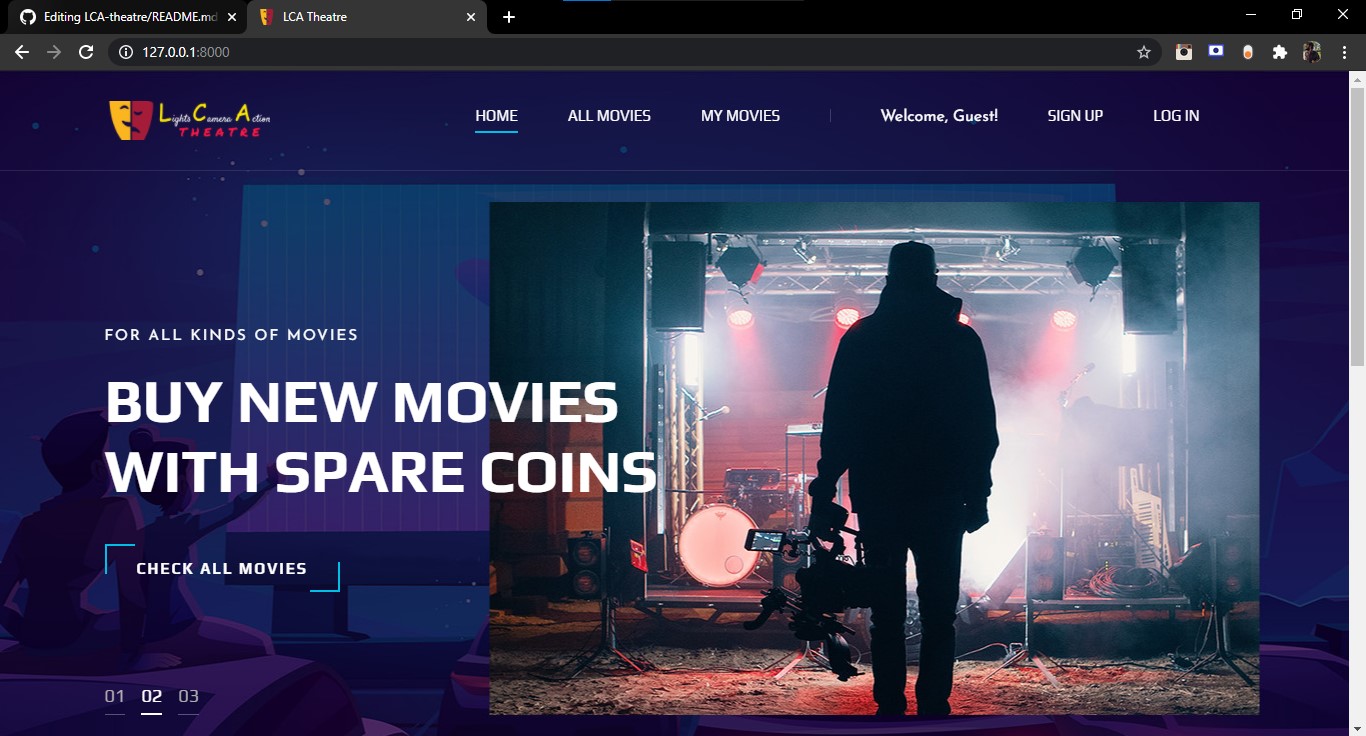 Editing LCA-theatre/README.md
LCA Theatre
127.0.0.1:8000
Lights Camera Action
THEATRE
HOME
ALL MOVIES
MY MOVIES
Welcome, Guest!
SIGN UP
LOG IN
FOR ALL KINDS OF MOVIES
BUY NEW MOVIES
WITH SPARE COINS
CHECK ALL MOVIES
01 02 03